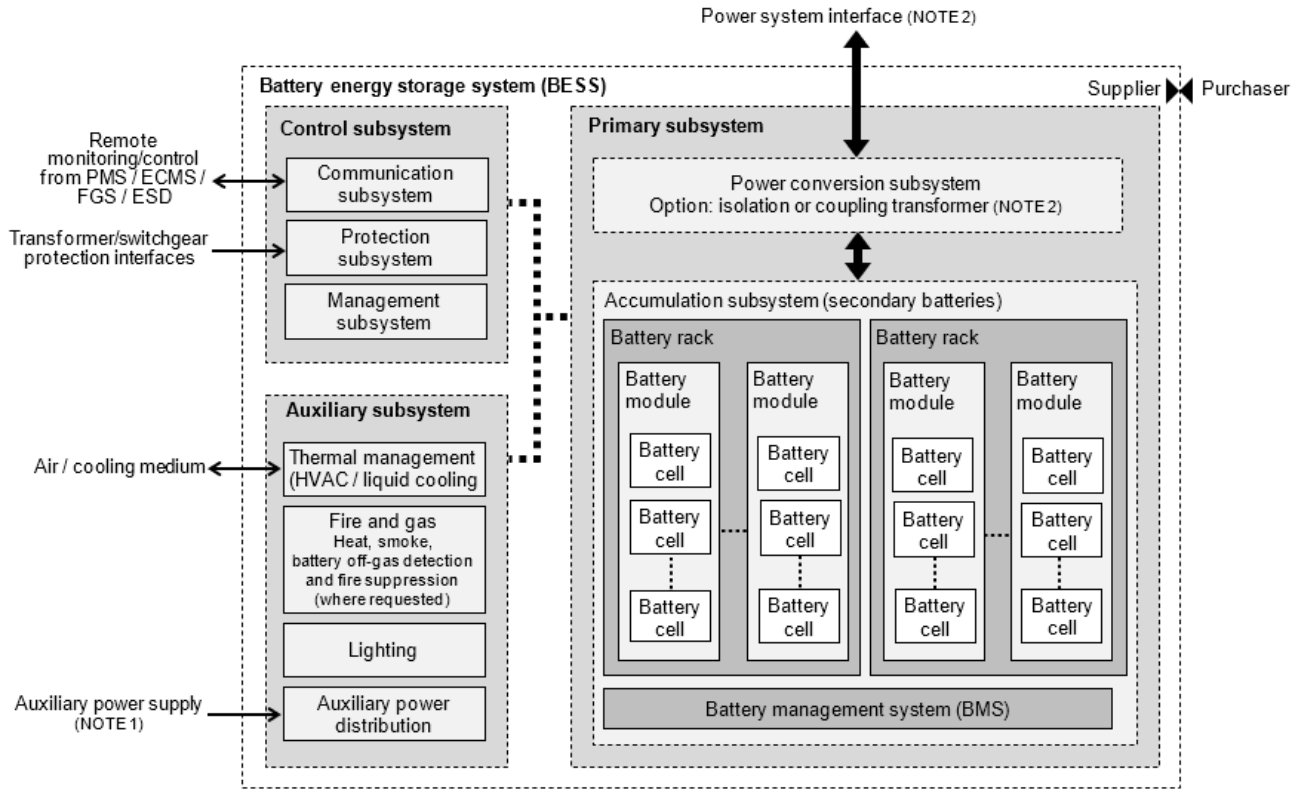 Power system interface (NOTE 2)
Battery energy storage system (BESS)
Supplier
Purchaser
Control subsystem
Primary subsystem
Remote
monitoring/control
from PMS / ECMS /
FGS / ESD
Communication
subsystem
Power conversion subsystem
Option: isolation or coupling transformer (NOTE 2)
Transformer/switchgear
protection interfaces
Protection
subsystem
Management
subsystem
Accumulation subsystem (secondary batteries)
Battery rack
Battery
module
Battery
cell
Battery
cell
Battery
cell
Battery
module
Battery
cell
Battery
cell
Battery
cell
Battery rack
Battery
module
Battery
cell
Battery
cell
Battery
cell
Battery
module
Battery
cell
Battery
cell
Battery
cell
Battery management system (BMS)
Auxiliary subsystem
Air / cooling medium
Thermal management
(HVAC / liquid cooling
Fire and gas
Heat, smoke,
battery off-gas detection
and fire suppression
(where requested)
Lighting
Auxiliary power supply
(NOTE 1)
Auxiliary power
distribution